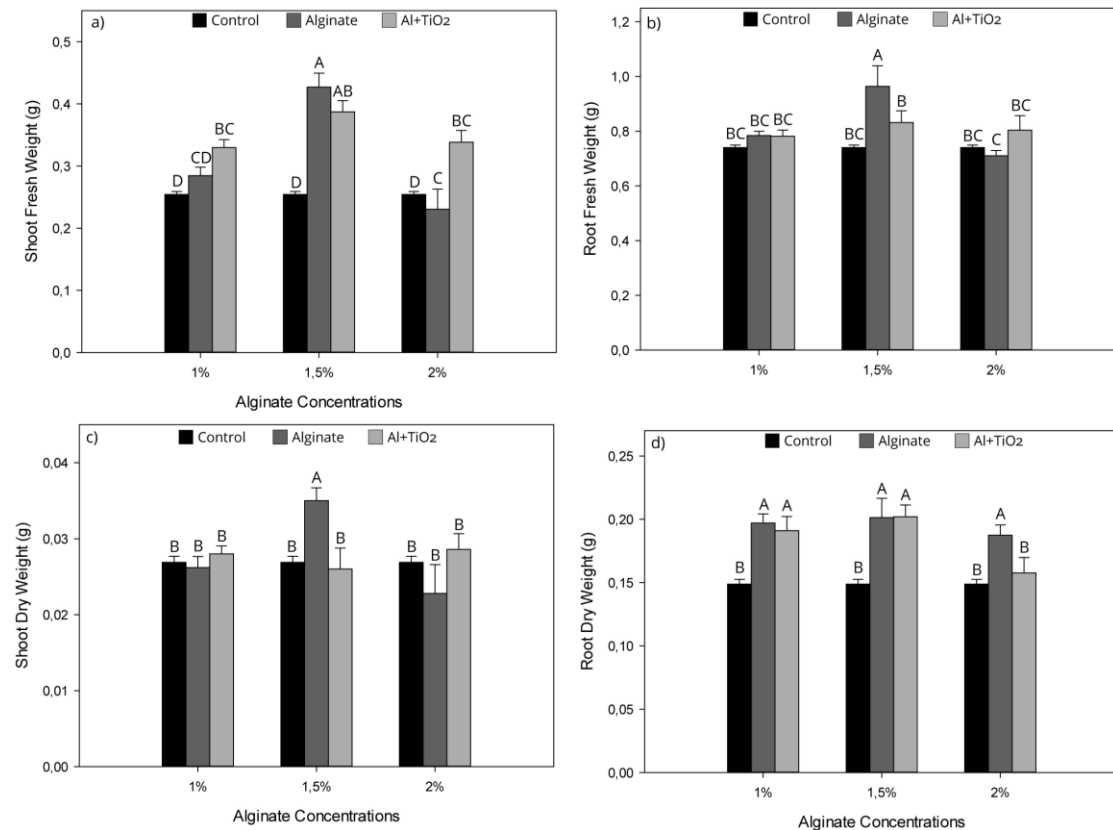 a)
Control Alginate Al+TiO2
Shoot Fresh Weight (g)
0,5
0,4
0,3
0,2
0,1
0,0
D CD BC
D A AB
D C BC
1% 1,5% 2%
Alginate Concentrations
b)
Control Alginate Al+TiO2
Root Fresh Weight (g)
1,2
1,0
0,8
0,6
0,4
0,2
0,0
BC BC BC
BC A B
BC C BC
1% 1,5% 2%
c)
Control Alginate Al+TiO2
Shoot Dry Weight (g)
0,04
0,03
0,02
0,01
0,00
B B B
B A B
B B B
1% 1,5% 2%
Alginate Concentrations
d)
Control Alginate Al+TiO2
Root Dry Weight (g)
0,25
0,20
0,15
0,10
0,05
0,00
B A A
B A A
B A B
1% 1,5% 2%
Alginate Concentrations